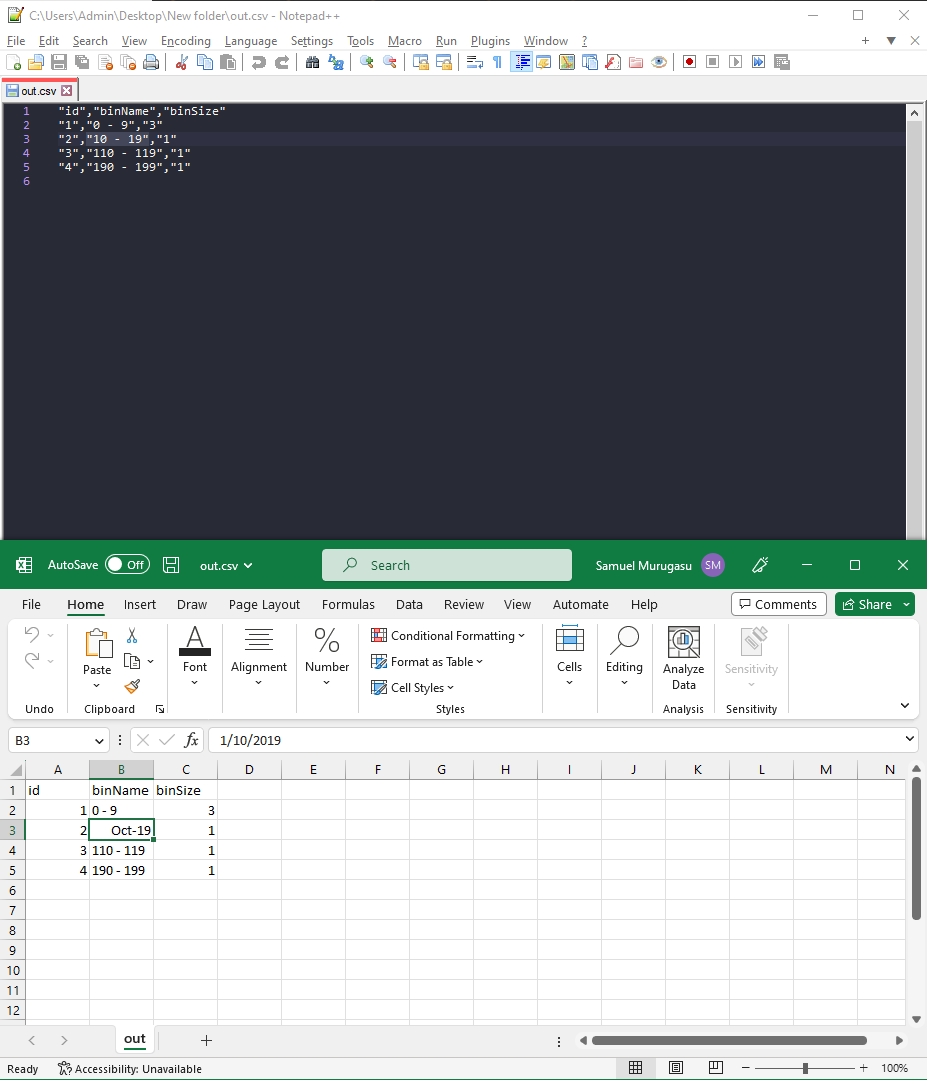 C:\Users\Admin\Desktop\New folder\out.csv - Notepad++
File Edit Search View Encoding Language Settings Tools Macro Run Plugins Window ?
out.csv
1 "id","binName","binSize"
2 "1","0 - 9","3"
3 "2","10 - 19","1"
4 "3","110 - 119","1"
5 "4","190 - 199","1"
6
AutoSave Off out.csv Search Samuel Murugasu SM
File Home Insert Draw Page Layout Formulas Data Review View Automate Help Comments Share
Paste Font Alignment Number Conditional Formatting Format as Table Cell Styles Cells Editing Analyze Data Sensitivity
Undo Clipboard Styles Analysis Sensitivity
B3 fx 1/10/2019
A B C D E F G H I J K L M N
1 id binName binSize
2 1 0 - 9 3
3 2 Oct-19 1
4 3 110 - 119 1
5 4 190 - 199 1
6
7
8
9
10
11
12
out
Ready Accessibility: Unavailable 100%